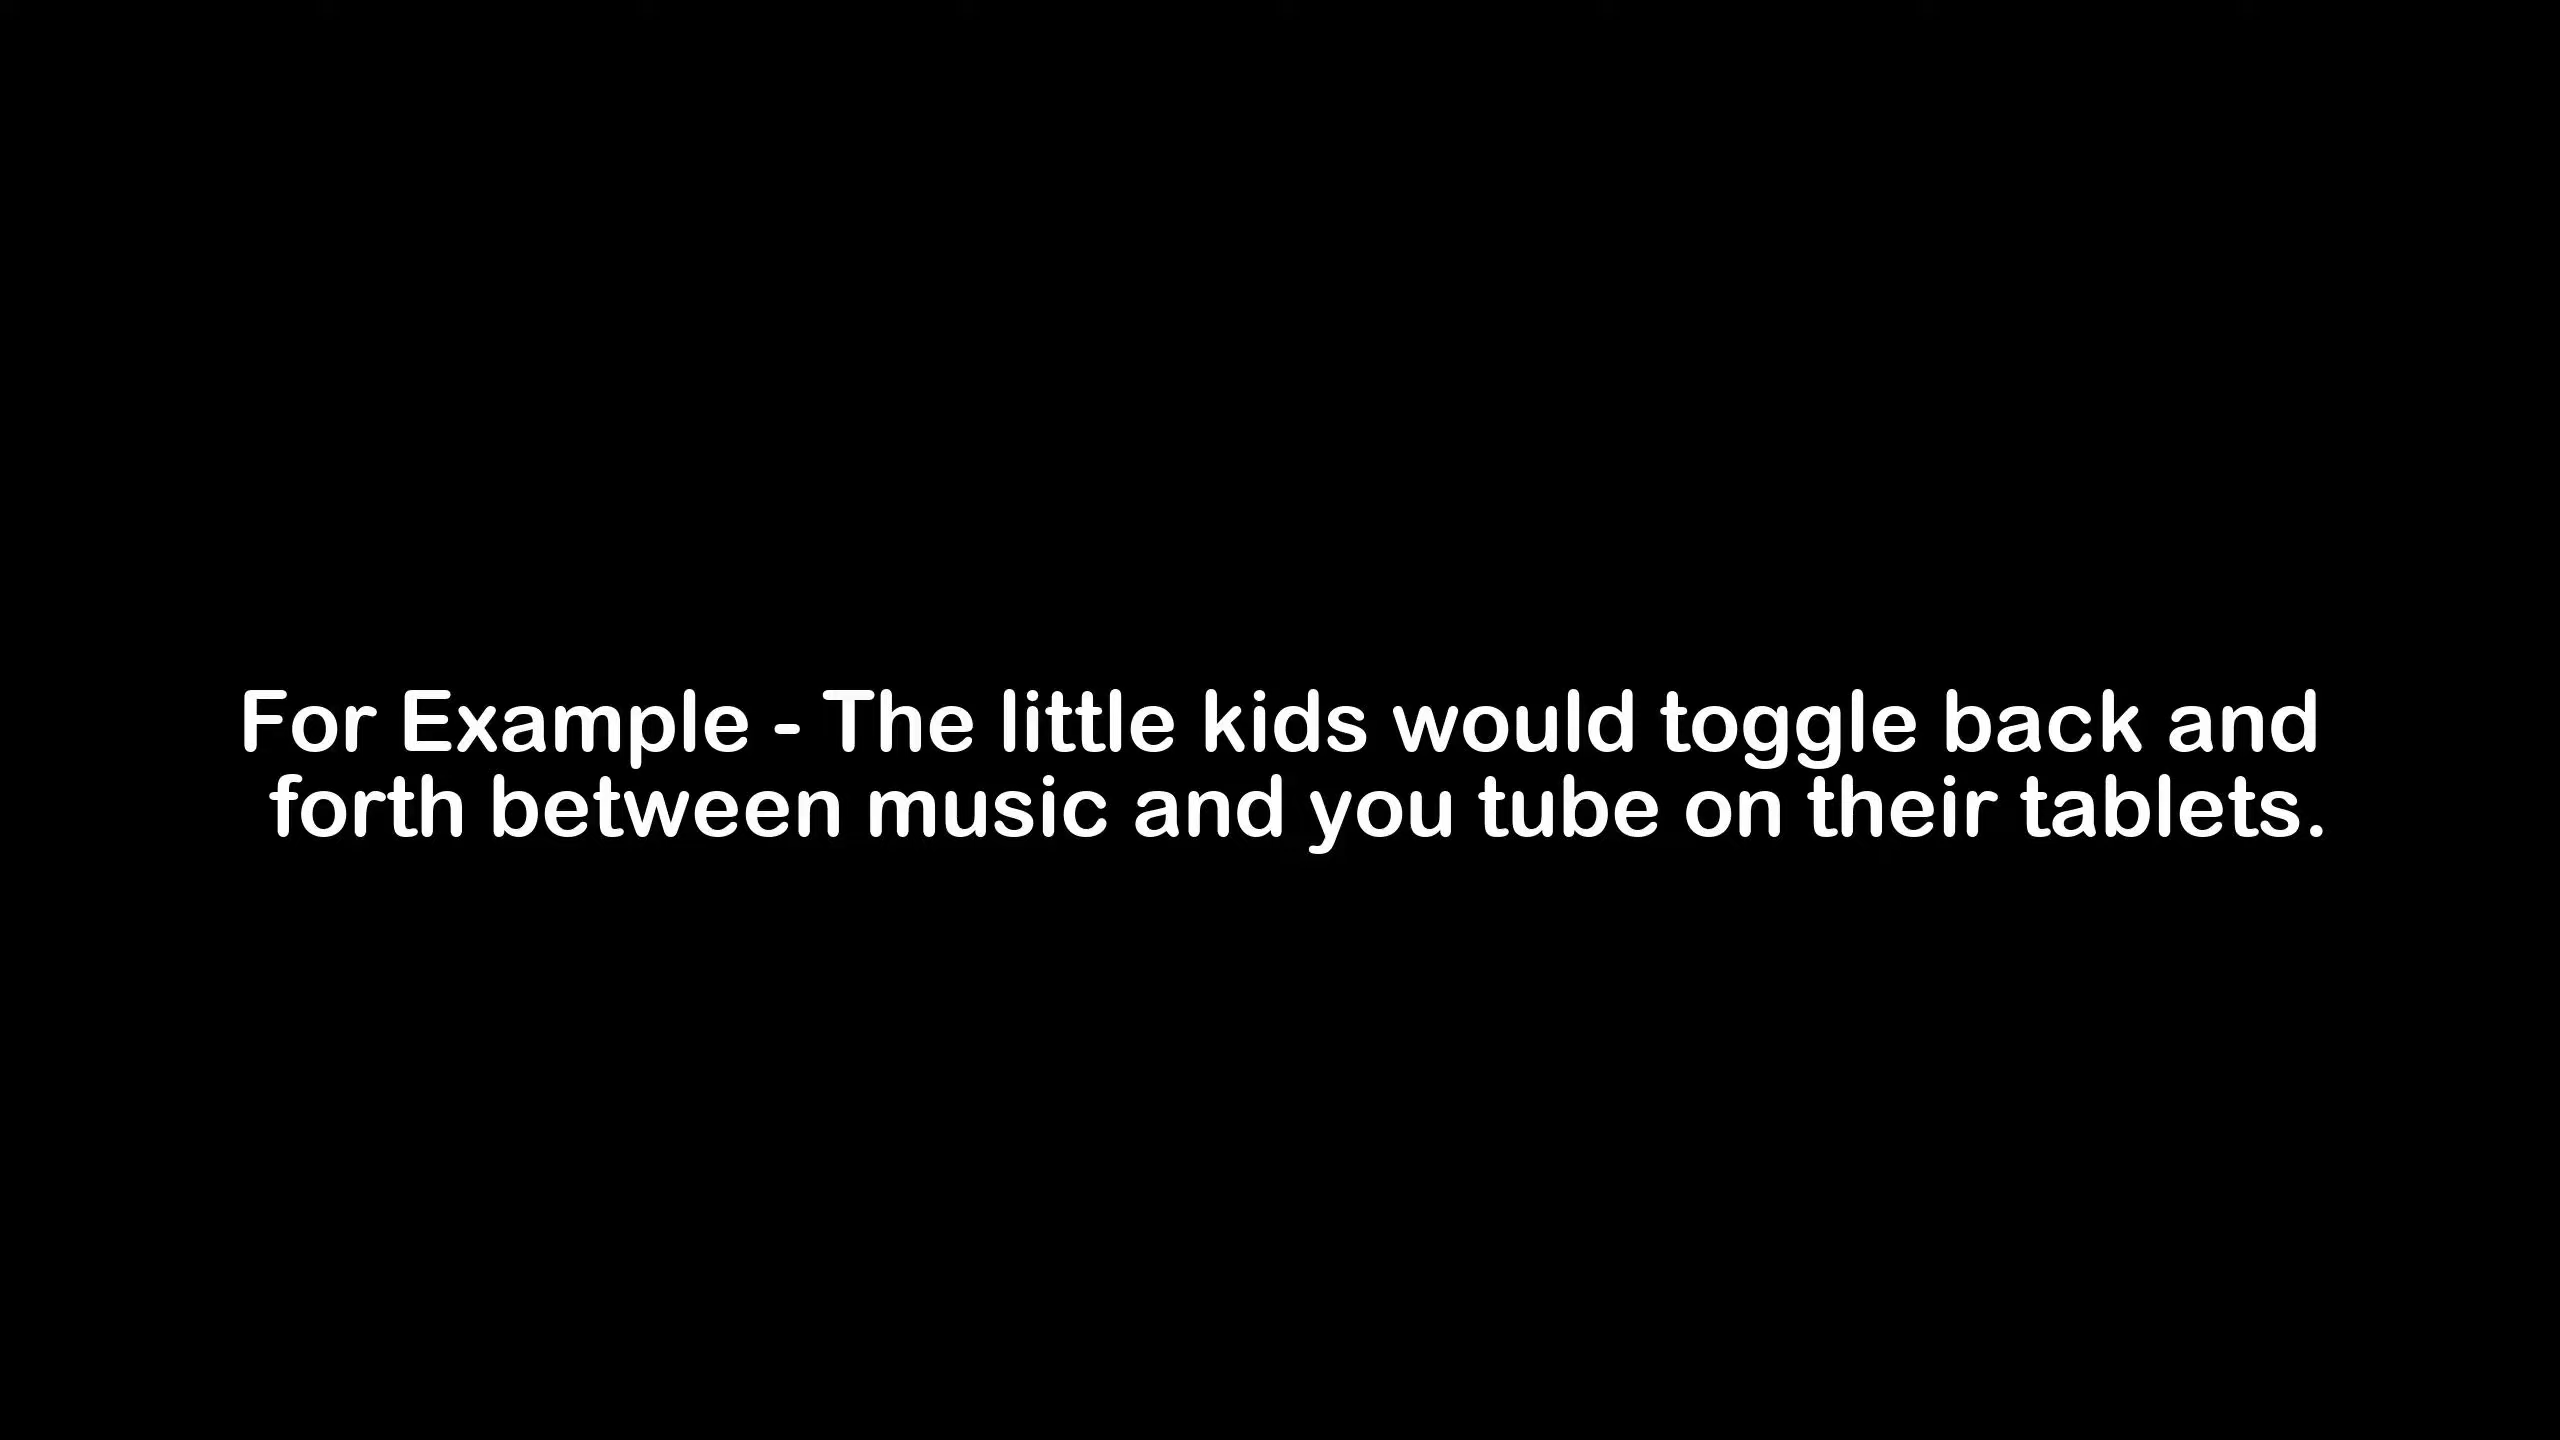 For Example - The little kids would toggle back and
forth between music and you tube on their tablets.